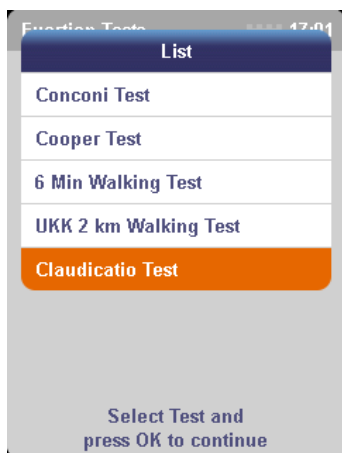 17:01
List
Conconi Test
Cooper Test
6 Min Walking Test
UKK 2 km Walking Test
Claudicatio Test
Select Test and
press OK to continue